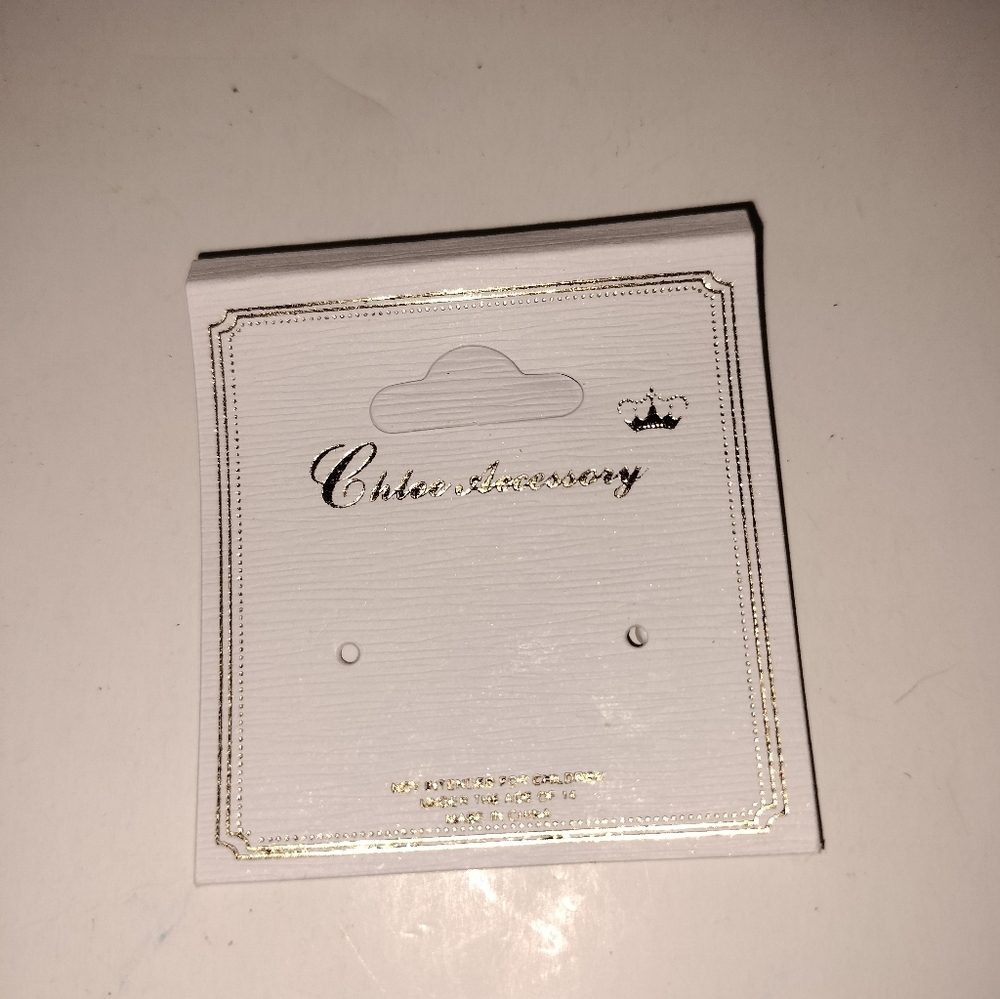 Chloe Accessory
NOT INTENDED FOR CHILDREN
UNDER THE AGE OF 14
MADE IN CHINA